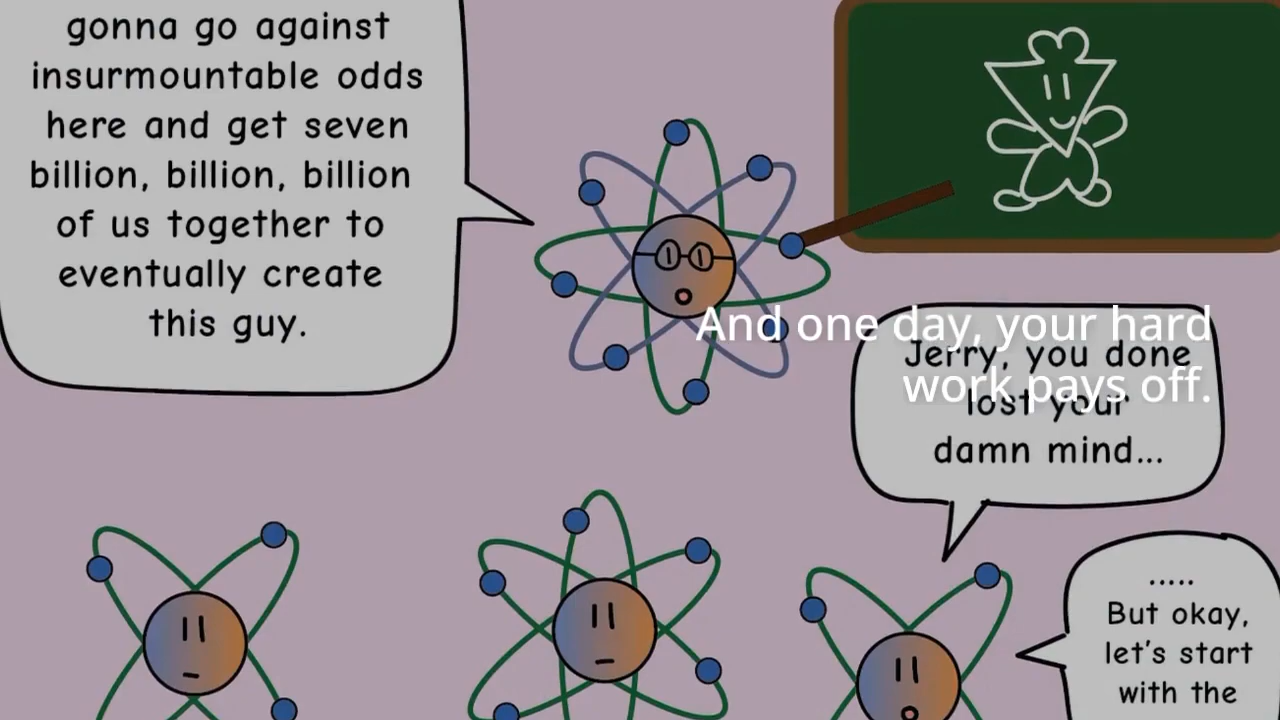 gonna go against
insurmountable odds
here and get seven
billion, billion, billion
of us together to
eventually create
this guy.
And one day, your hard
work pays off.
Jerry, you done
lost your
damn mind...
.....
But okay,
let's start
with the